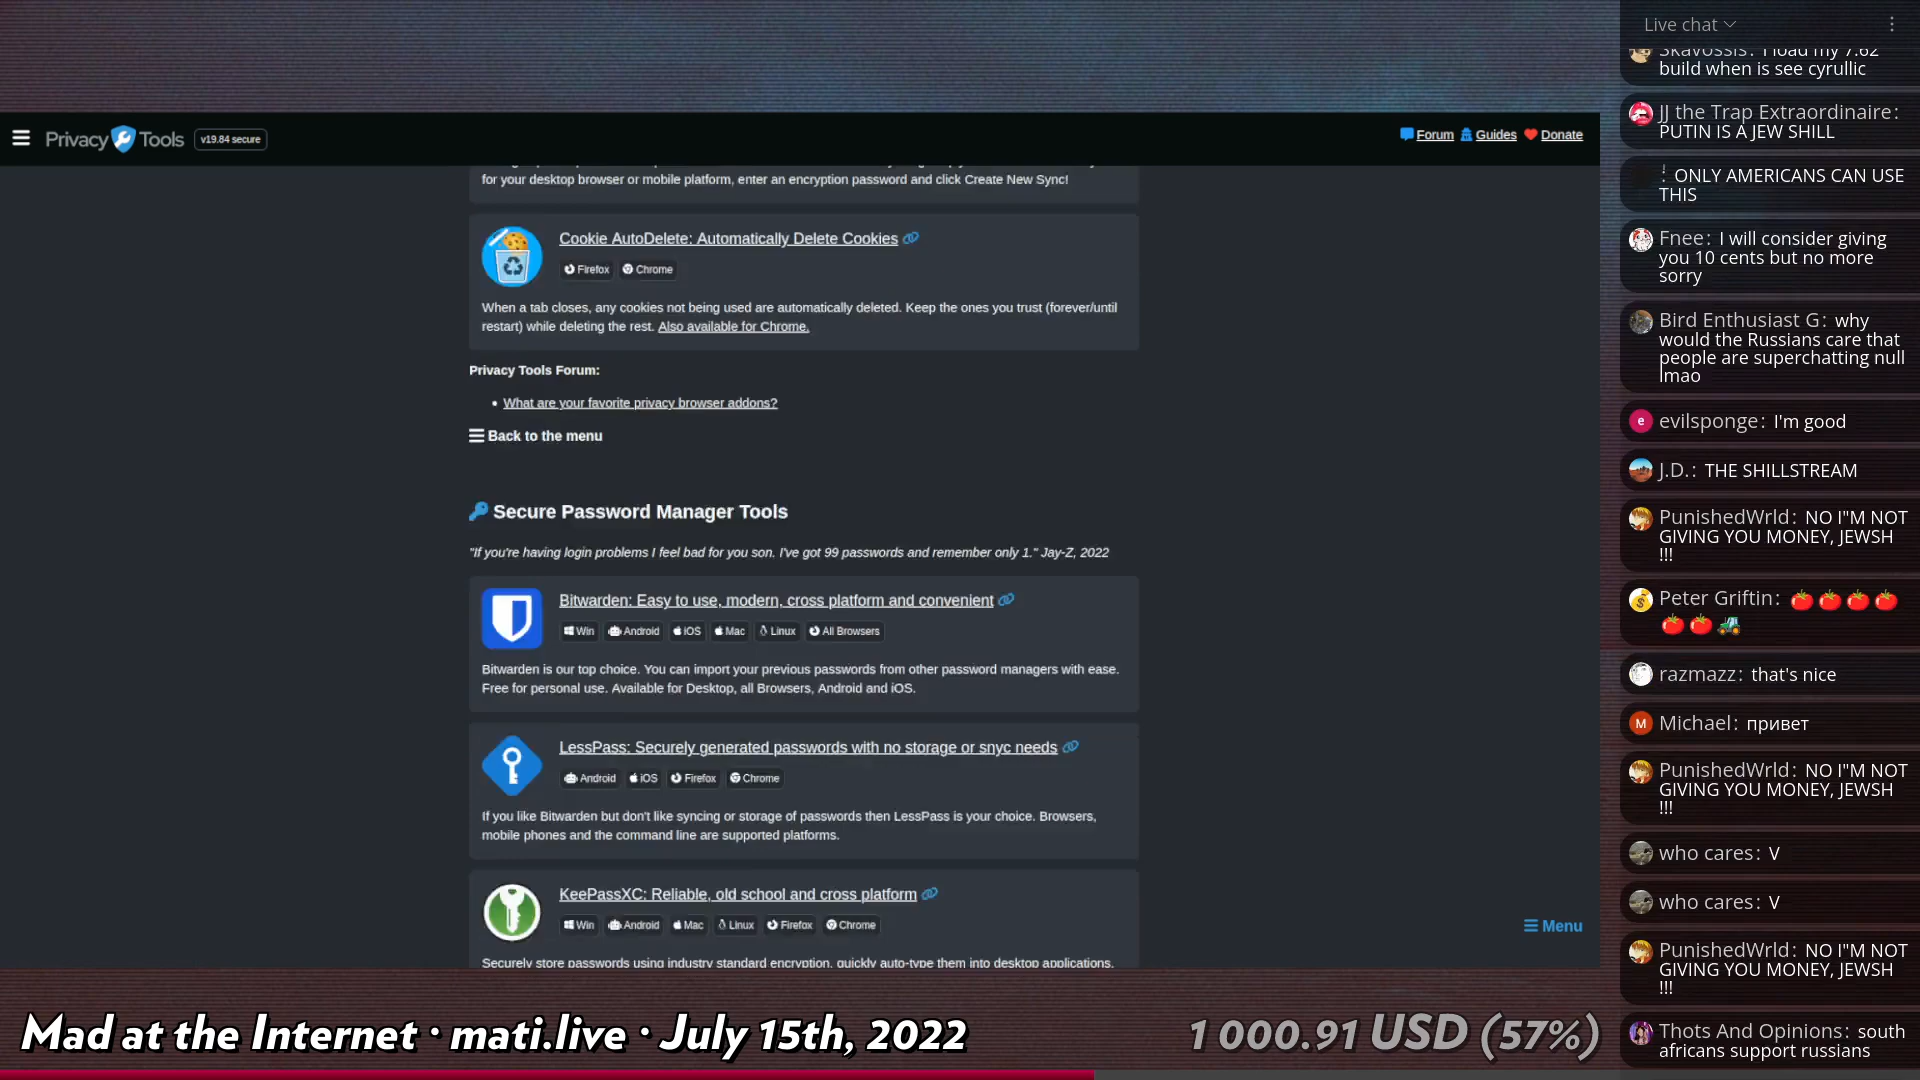 Privacy Tools v19.84 secure
Forum Guides Donate
for your desktop browser or mobile platform, enter an encryption password and click Create New Sync!
Cookie AutoDelete: Automatically Delete Cookies
Firefox Chrome
When a tab closes, any cookies not being used are automatically deleted. Keep the ones you trust (forever/until
restart) while deleting the rest. Also available for Chrome.
Privacy Tools Forum:
• What are your favorite privacy browser addons?
Back to the menu
Secure Password Manager Tools
"If you're having login problems I feel bad for you son. I've got 99 passwords and remember only 1." Jay-Z, 2022
Bitwarden: Easy to use, modern, cross platform and convenient
Win Android iOS Mac Linux All Browsers
Bitwarden is our top choice. You can import your previous passwords from other password managers with ease.
Free for personal use. Available for Desktop, all Browsers, Android and iOS.
LessPass: Securely generated passwords with no storage or snyc needs
Android iOS Firefox Chrome
If you like Bitwarden but don't like syncing or storage of passwords then LessPass is your choice. Browsers,
mobile phones and the command line are supported platforms.
KeePassXC: Reliable, old school and cross platform
Win Android Mac Linux Firefox Chrome
Securely store passwords using industry standard encryption, quickly auto-type them into desktop applications,
Menu
Mad at the Internet · mati.live · July 15th, 2022
1 000.91 USD (57%)
Live chat
Skavossis: I load my 7.62
build when is see cyrullic
JJ the Trap Extraordinaire:
PUTIN IS A JEW SHILL
: ONLY AMERICANS CAN USE
THIS
Fnee: I will consider giving
you 10 cents but no more
sorry
Bird Enthusiast G: why
would the Russians care that
people are superchatting null
lmao
e evilsponge: I'm good
J.D.: THE SHILLSTREAM
PunishedWrld: NO I"M NOT
GIVING YOU MONEY, JEWSH
!!!
Peter Griftin: 🍅🍅🍅🍅
🍅🍅🚜
razmazz: that's nice
M Michael: привет
PunishedWrld: NO I"M NOT
GIVING YOU MONEY, JEWSH
!!!
who cares: V
who cares: V
PunishedWrld: NO I"M NOT
GIVING YOU MONEY, JEWSH
!!!
Thots And Opinions: south
africans support russians